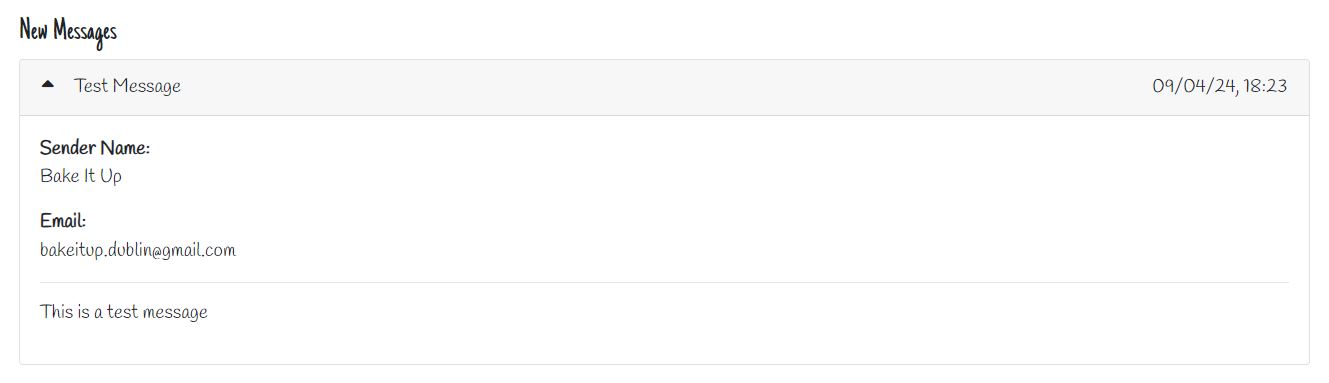 New Messages
Test Message 09/04/24, 18:23
Sender Name:
Bake It Up
Email:
bakeitup.dublin@gmail.com
This is a test message